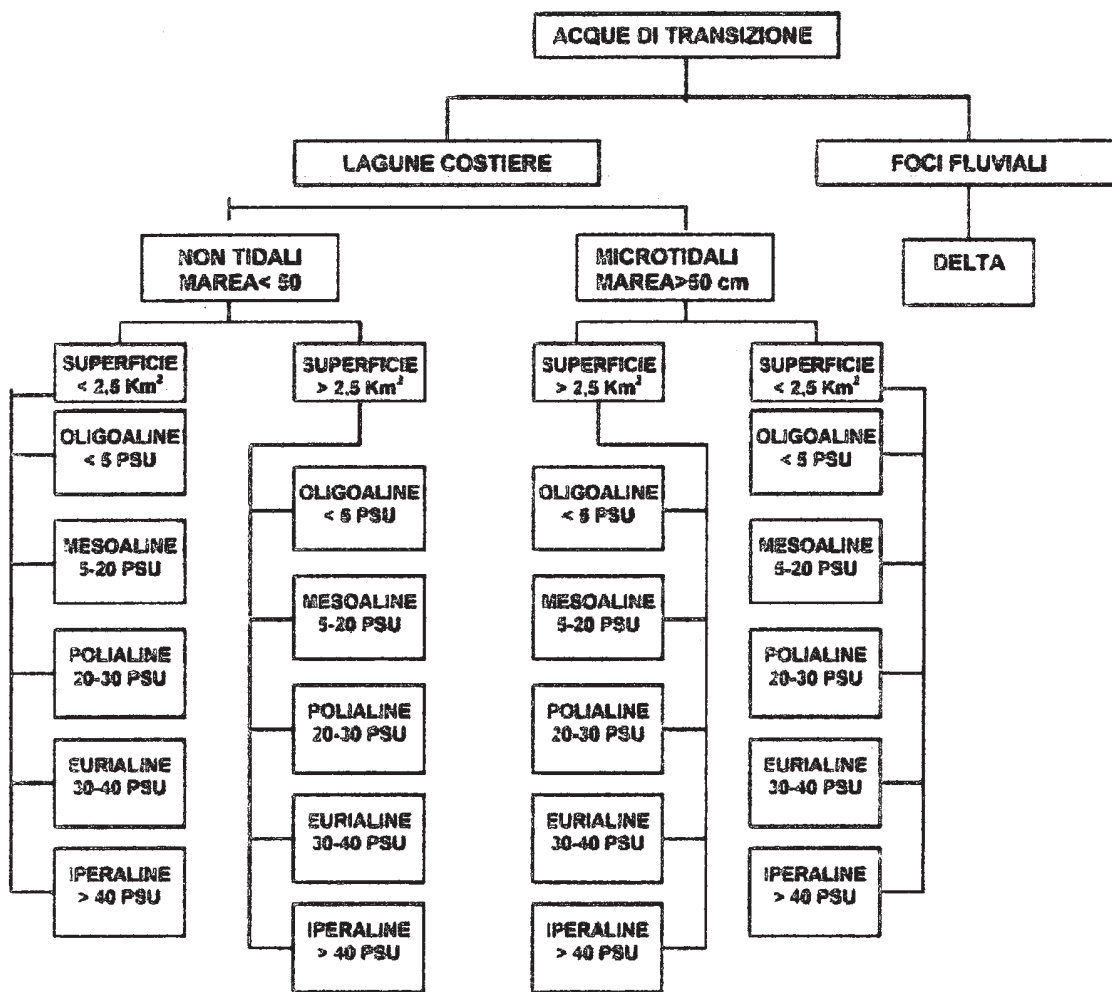 ACQUE DI TRANSIZIONE
LAGUNE COSTIERE
FOCI FLUVIALI
NON TIDALI
MAREA< 50
MICROTIDALI
MAREA>50 cm
DELTA
SUPERFICIE
< 2,5 Km²
OLIGOALINE
< 5 PSU
MESOALINE
5-20 PSU
POLIALINE
20-30 PSU
EURIALINE
30-40 PSU
IPERALINE
> 40 PSU
SUPERFICIE
> 2,5 Km²
OLIGOALINE
< 5 PSU
MESOALINE
5-20 PSU
POLIALINE
20-30 PSU
EURIALINE
30-40 PSU
IPERALINE
> 40 PSU
SUPERFICIE
> 2,5 Km²
OLIGOALINE
< 5 PSU
MESOALINE
5-20 PSU
POLIALINE
20-30 PSU
EURIALINE
30-40 PSU
IPERALINE
> 40 PSU
SUPERFICIE
< 2,5 Km²
OLIGOALINE
< 5 PSU
MESOALINE
5-20 PSU
POLIALINE
20-30 PSU
EURIALINE
30-40 PSU
IPERALINE
> 40 PSU